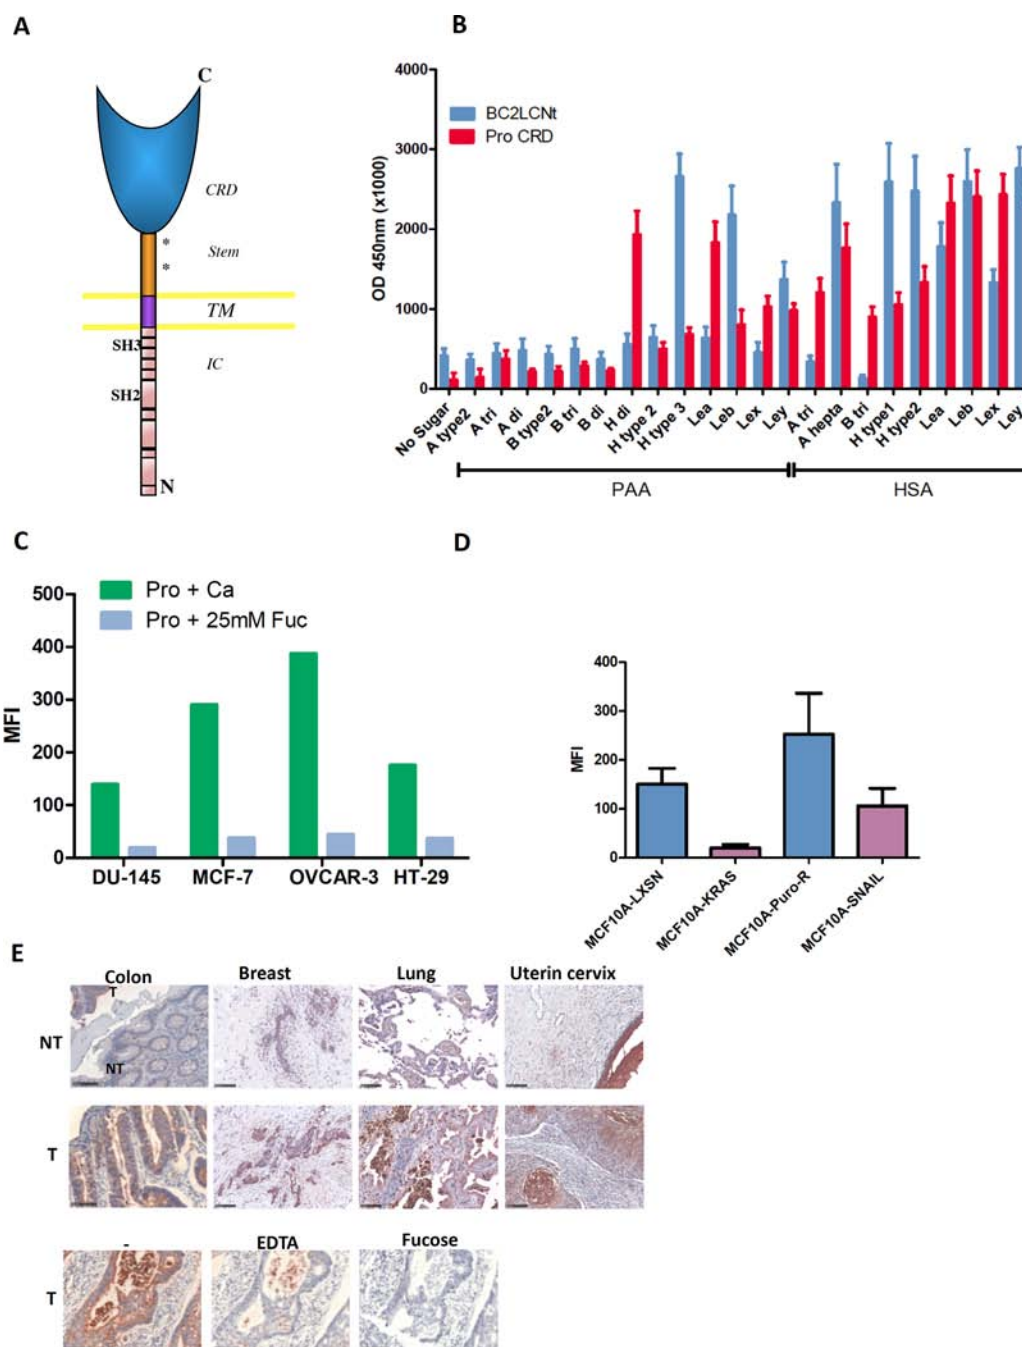 A
C
CRD
*
Stem
*
TM
SH3
IC
SH2
N
B
4000
3000
2000
1000
0
OD 450nm (x1000)
BC2LCNt
Pro CRD
No Sugar
A type2
A tri
A di
B type2
B tri
B di
H di
H type 2
H type 3
Lea
Leb
Lex
Ley
A tri
A hepta
B tri
H type1
H type2
Lea
Leb
Lex
Ley
PAA
HSA
C
500
400
300
200
100
0
MFI
Pro + Ca
Pro + 25mM Fuc
DU-145 MCF-7 OVCAR-3 HT-29
D
400
300
200
100
0
MFI
MCF10A-LXSN
MCF10A-KRAS
MCF10A-Puro-R
MCF10A-SNAIL
E
Colon Breast Lung Uterin cervix
T
NT
NT
T
- EDTA Fucose
T